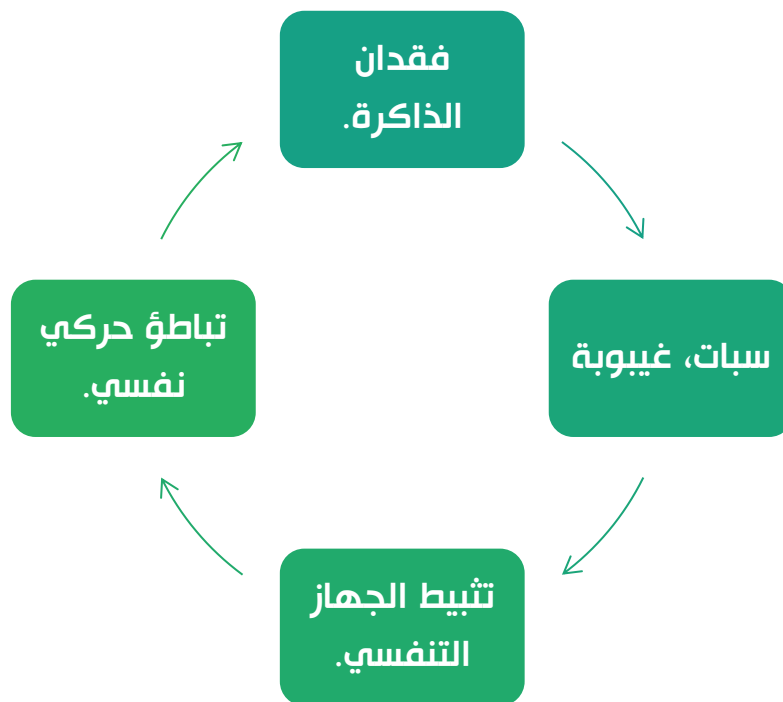 فقدان
الذاكرة.
سبات، غيبوبة
تثبيط الجهاز
التنفسي.
تباطؤ حركي
نفسي.